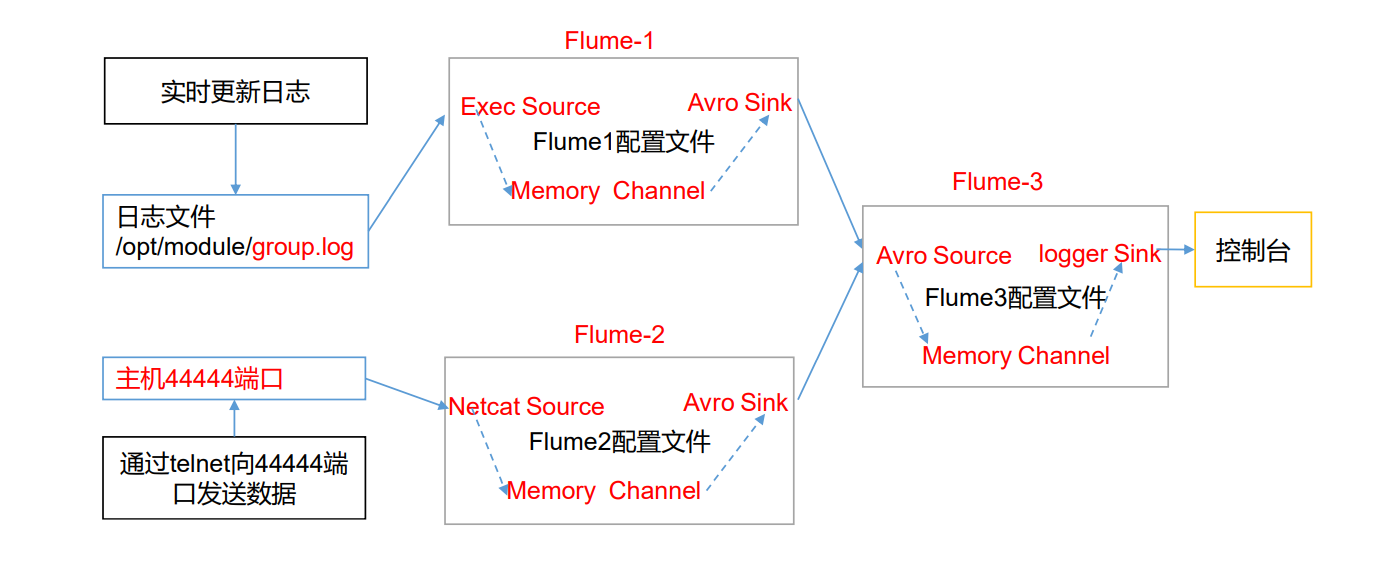 Flume-1
实时更新日志
Exec Source
Avro Sink
Flume1配置文件
Memory Channel
日志文件
/opt/module/group.log
Flume-3
Avro Source
logger Sink
控制台
Flume3配置文件
Memory Channel
Flume-2
主机44444端口
Netcat Source
Avro Sink
Flume2配置文件
通过telnet向44444端
口发送数据
Memory Channel